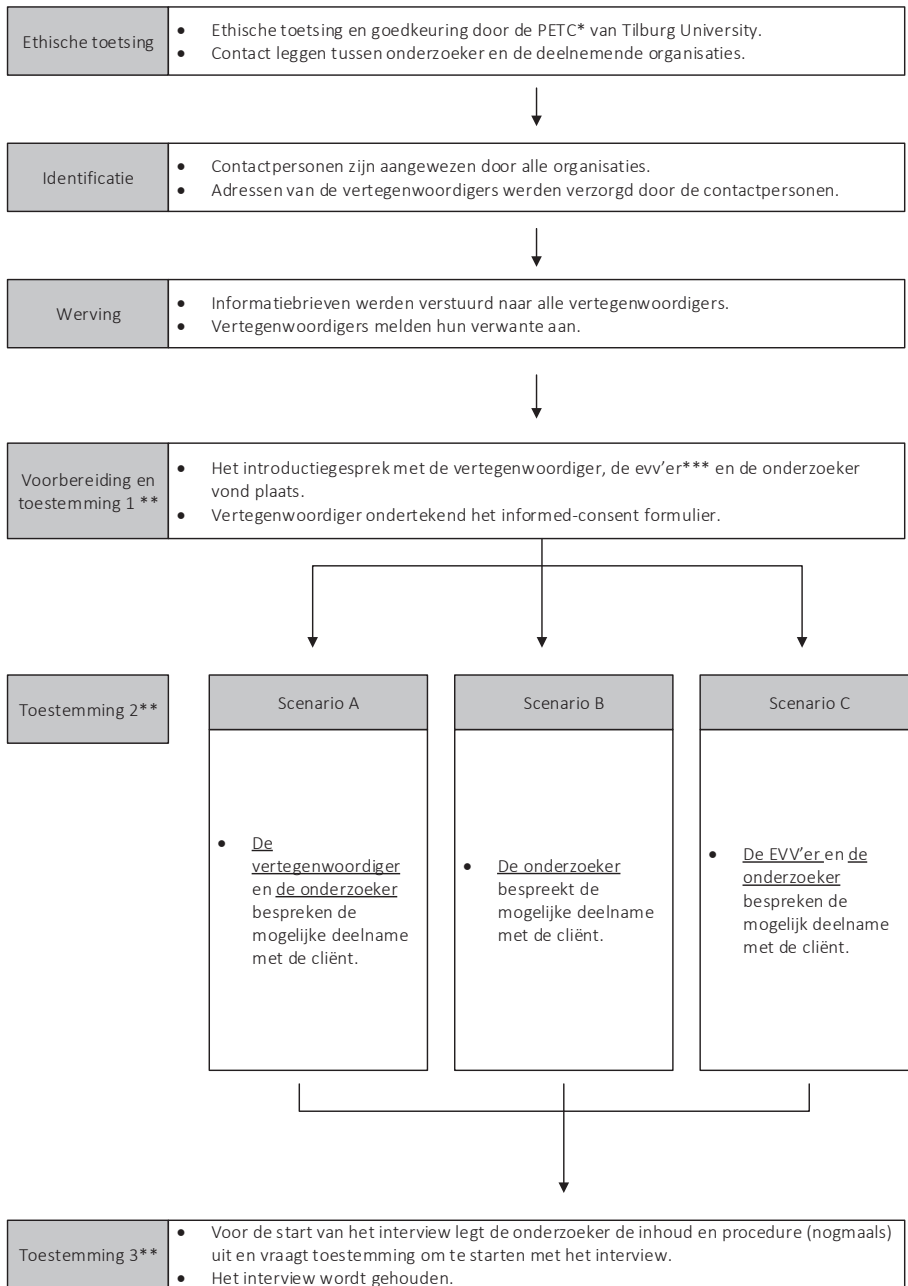 Ethische toetsing
• Ethische toetsing en goedkeuring door de PETC* van Tilburg University.
• Contact leggen tussen onderzoeker en de deelnemende organisaties.
Identificatie
• Contactpersonen zijn aangewezen door alle organisaties.
• Adressen van de vertegenwoordigers werden verzorgd door de contactpersonen.
Werving
• Informatiebrieven werden verstuurd naar alle vertegenwoordigers.
• Vertegenwoordigers melden hun verwante aan.
Voorbereiding en
toestemming 1 **
• Het introductiegesprek met de vertegenwoordiger, de evv’er*** en de onderzoeker
vond plaats.
• Vertegenwoordiger ondertekend het informed-consent formulier.
Toestemming 2**
Scenario A
• De
vertegenwoordiger
en de onderzoeker
bespreken de
mogelijke deelname
met de cliënt.
Scenario B
• De onderzoeker
bespreekt de
mogelijke deelname
met de cliënt.
Scenario C
• De EVV’er en de
onderzoeker
bespreken de
mogelijk deelname
met de cliënt.
Toestemming 3**
• Voor de start van het interview legt de onderzoeker de inhoud en procedure (nogmaals)
uit en vraagt toestemming om te starten met het interview.
• Het interview wordt gehouden.